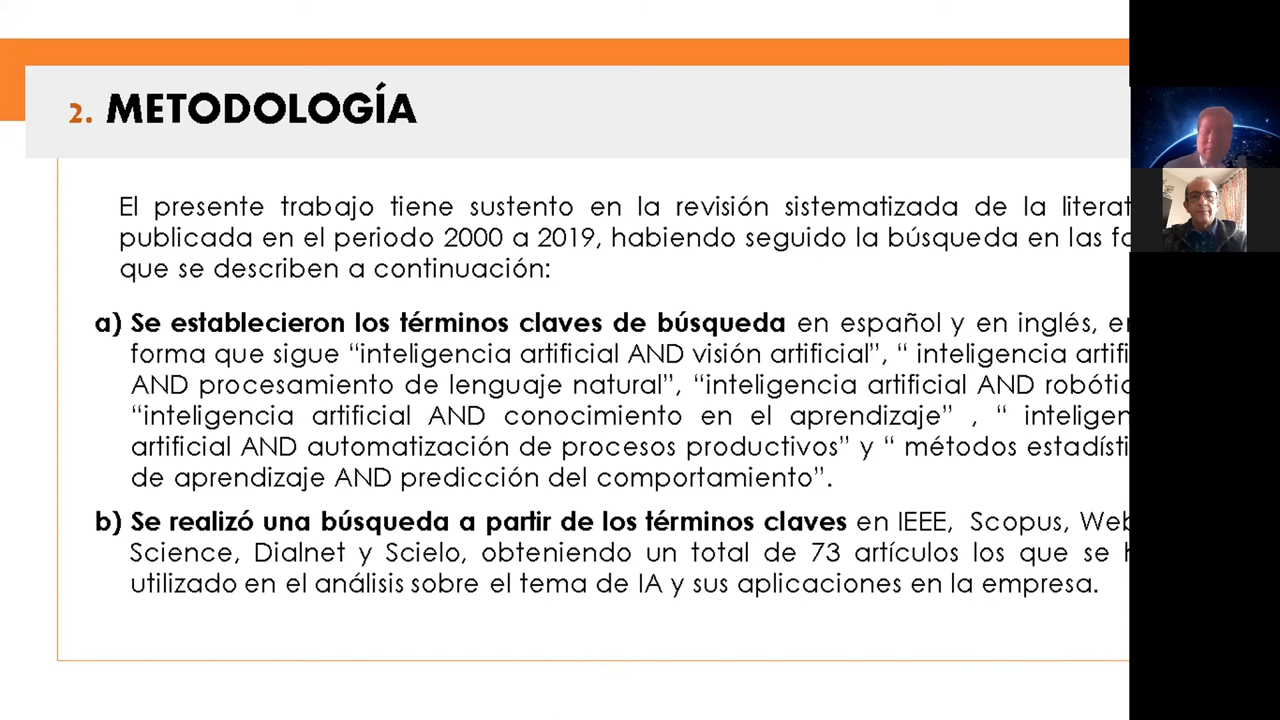 2. METODOLOGÍA
El presente trabajo tiene sustento en la revisión sistematizada de la
publicada en el periodo 2000 a 2019, habiendo seguido la búsqueda en las
que se describen a continuación:
a) Se establecieron los términos claves de búsqueda en español y en inglés,
forma que sigue “inteligencia artificial AND visión artificial”, “ inteligencia
AND procesamiento de lenguaje natural”, “inteligencia artificial AND
“inteligencia artificial AND conocimiento en el aprendizaje” , “
artificial AND automatización de procesos productivos” y “ métodos
de aprendizaje AND predicción del comportamiento”.
b) Se realizó una búsqueda a partir de los términos claves en IEEE, Scopus, Web
Science, Dialnet y Scielo, obteniendo un total de 73 artículos los que se
utilizado en el análisis sobre el tema de IA y sus aplicaciones en la empresa.